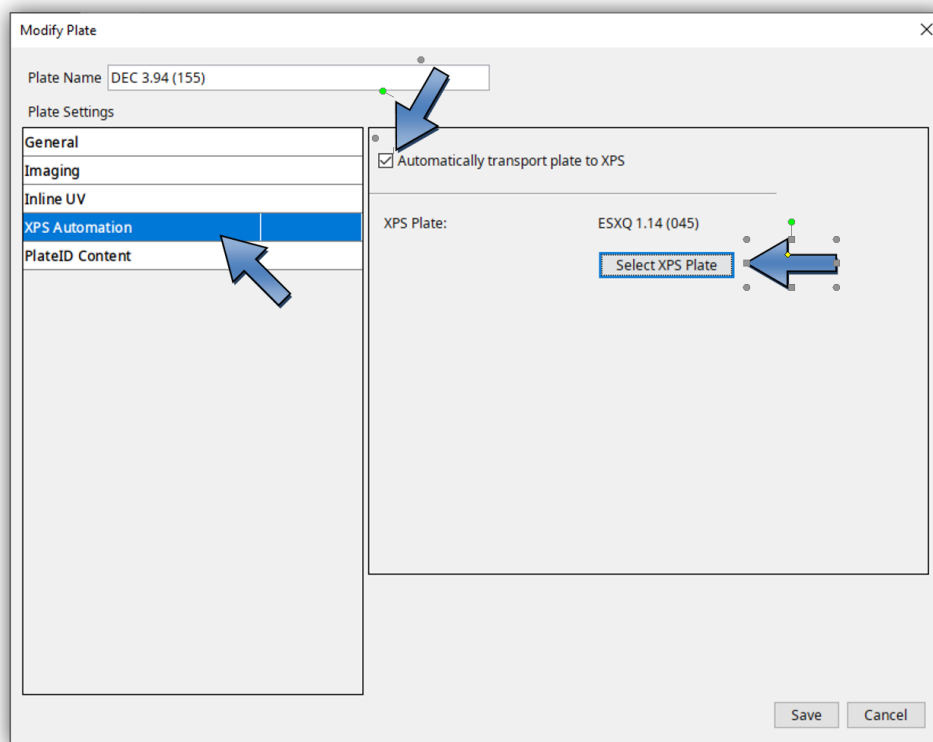 Modify Plate
Plate Name DEC 3.94 (155)
Plate Settings
General
Imaging
Inline UV
XPS Automation
PlateID Content
Automatically transport plate to XPS
XPS Plate: ESXQ 1.14 (045)
Select XPS Plate
Save Cancel